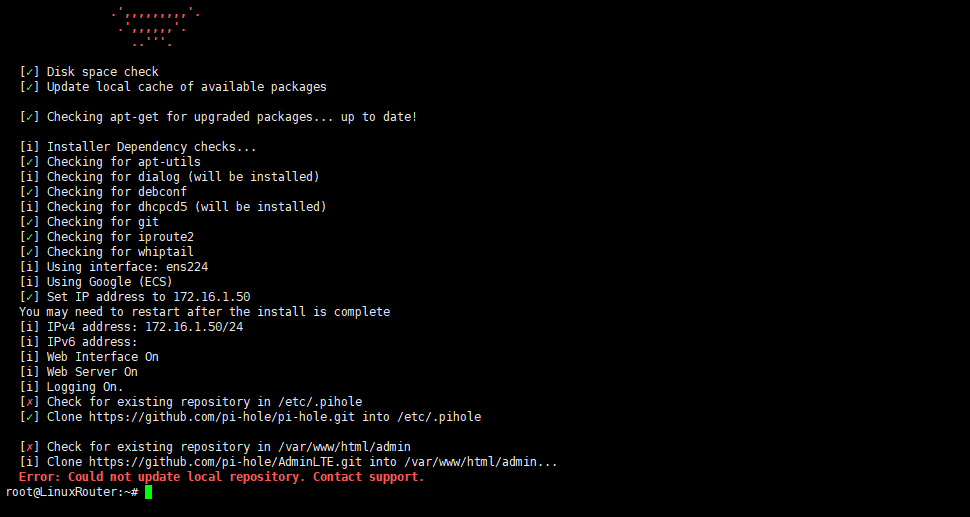 .',,,,,,,,,'.
.',,,,,,'.
..'''.
[✓] Disk space check
[✓] Update local cache of available packages
[✓] Checking apt-get for upgraded packages... up to date!
[i] Installer Dependency checks...
[✓] Checking for apt-utils
[i] Checking for dialog (will be installed)
[✓] Checking for debconf
[i] Checking for dhcpcd5 (will be installed)
[✓] Checking for git
[✓] Checking for iproute2
[✓] Checking for whiptail
[i] Using interface: ens224
[i] Using Google (ECS)
[✓] Set IP address to 172.16.1.50
You may need to restart after the install is complete
[i] IPv4 address: 172.16.1.50/24
[i] IPv6 address:
[i] Web Interface On
[i] Web Server On
[i] Logging On.
[✗] Check for existing repository in /etc/.pihole
[✓] Clone https://github.com/pi-hole/pi-hole.git into /etc/.pihole
[✗] Check for existing repository in /var/www/html/admin
[i] Clone https://github.com/pi-hole/AdminLTE.git into /var/www/html/admin...
Error: Could not update local repository. Contact support.
root@LinuxRouter:~#